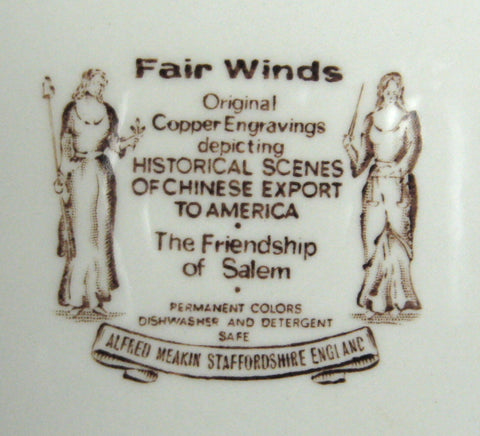 Fair Winds
Original
Copper Engravings
depicting
HISTORICAL SCENES
OF CHINESE EXPORT
TO AMERICA
•
The Friendship
of Salem
•
PERMANENT COLORS
DISHWASHER AND DETERGENT
SAFE
ALFRED MEAKIN STAFFORDSHIRE ENGLAND